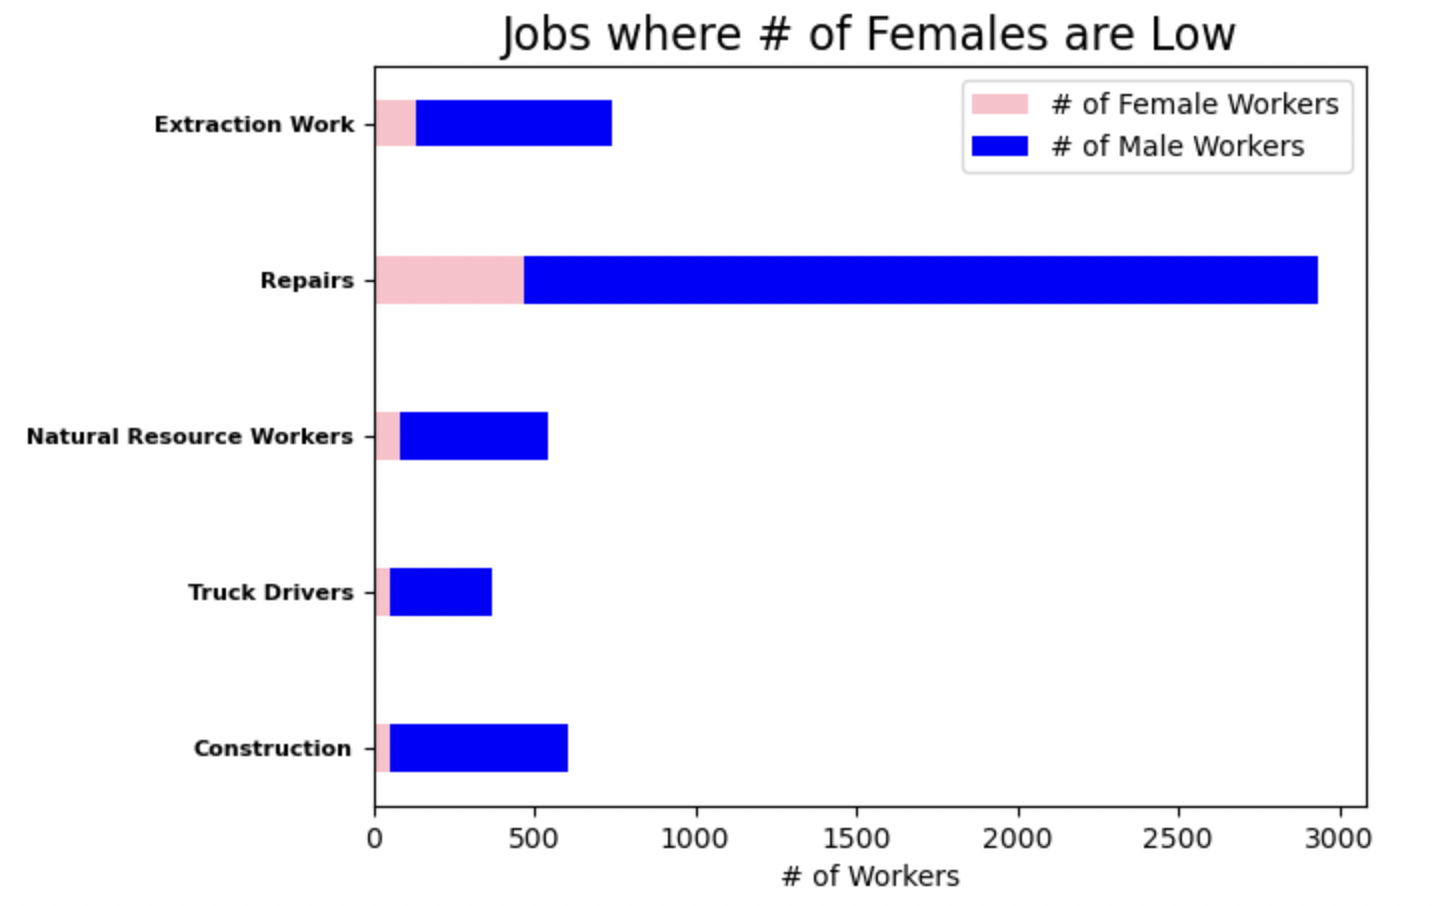 Jobs where # of Females are Low
# of Female Workers
# of Male Workers
Extraction Work
Repairs
Natural Resource Workers
Truck Drivers
Construction
0 500 1000 1500 2000 2500 3000
# of Workers